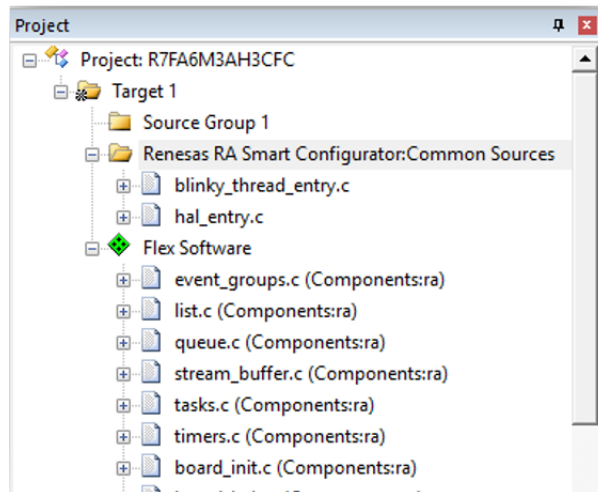 Project
Project: R7FA6M3AH3CFC
Target 1
Source Group 1
Renesas RA Smart Configurator:Common Sources
blinky_thread_entry.c
hal_entry.c
Flex Software
event_groups.c (Components:ra)
list.c (Components:ra)
queue.c (Components:ra)
stream_buffer.c (Components:ra)
tasks.c (Components:ra)
timers.c (Components:ra)
board_init.c (Components:ra)